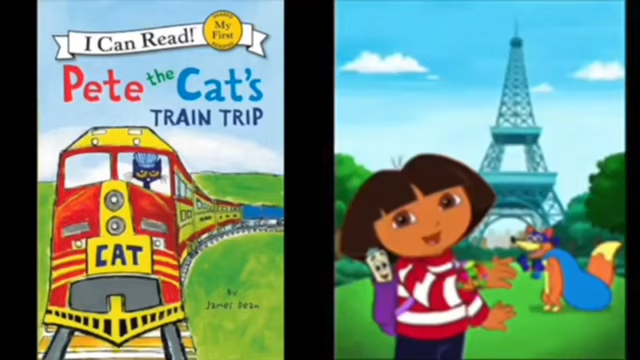 I Can Read!
My
First
Pete the Cat's
TRAIN TRIP
CAT
By
James Dean